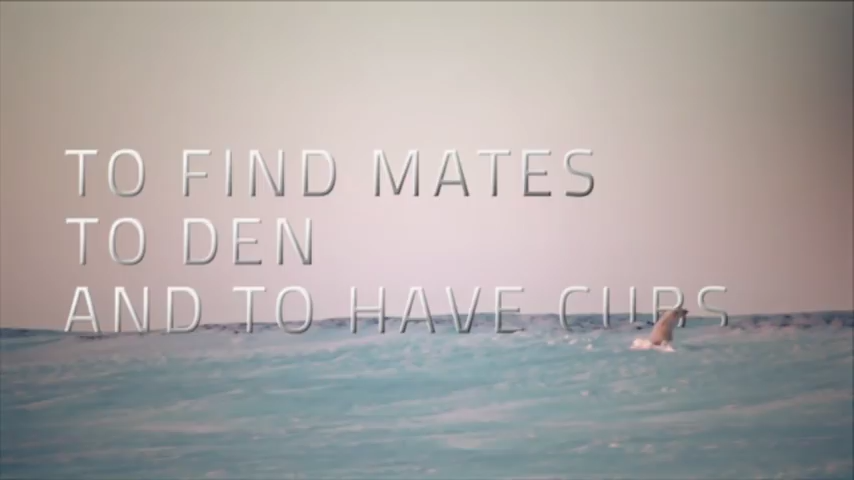 TO FIND MATES
TO DEN
AND TO HAVE CUBS